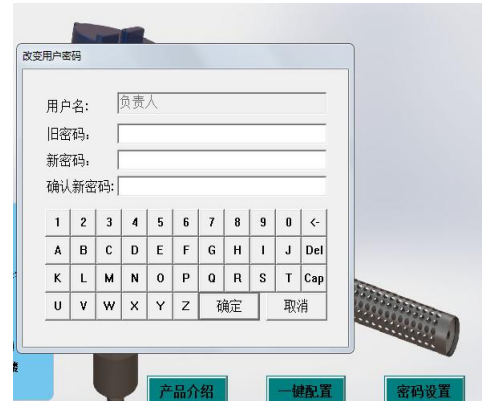 改变用户密码
用户名: 负责人
旧密码:
新密码:
确认新密码:
1 2 3 4 5 6 7 8 9 0 <-
A B C D E F G H I J Del
K L M N O P Q R S T Cap
U V W X Y Z 确定 取消
产品介绍 一键配置 密码设置